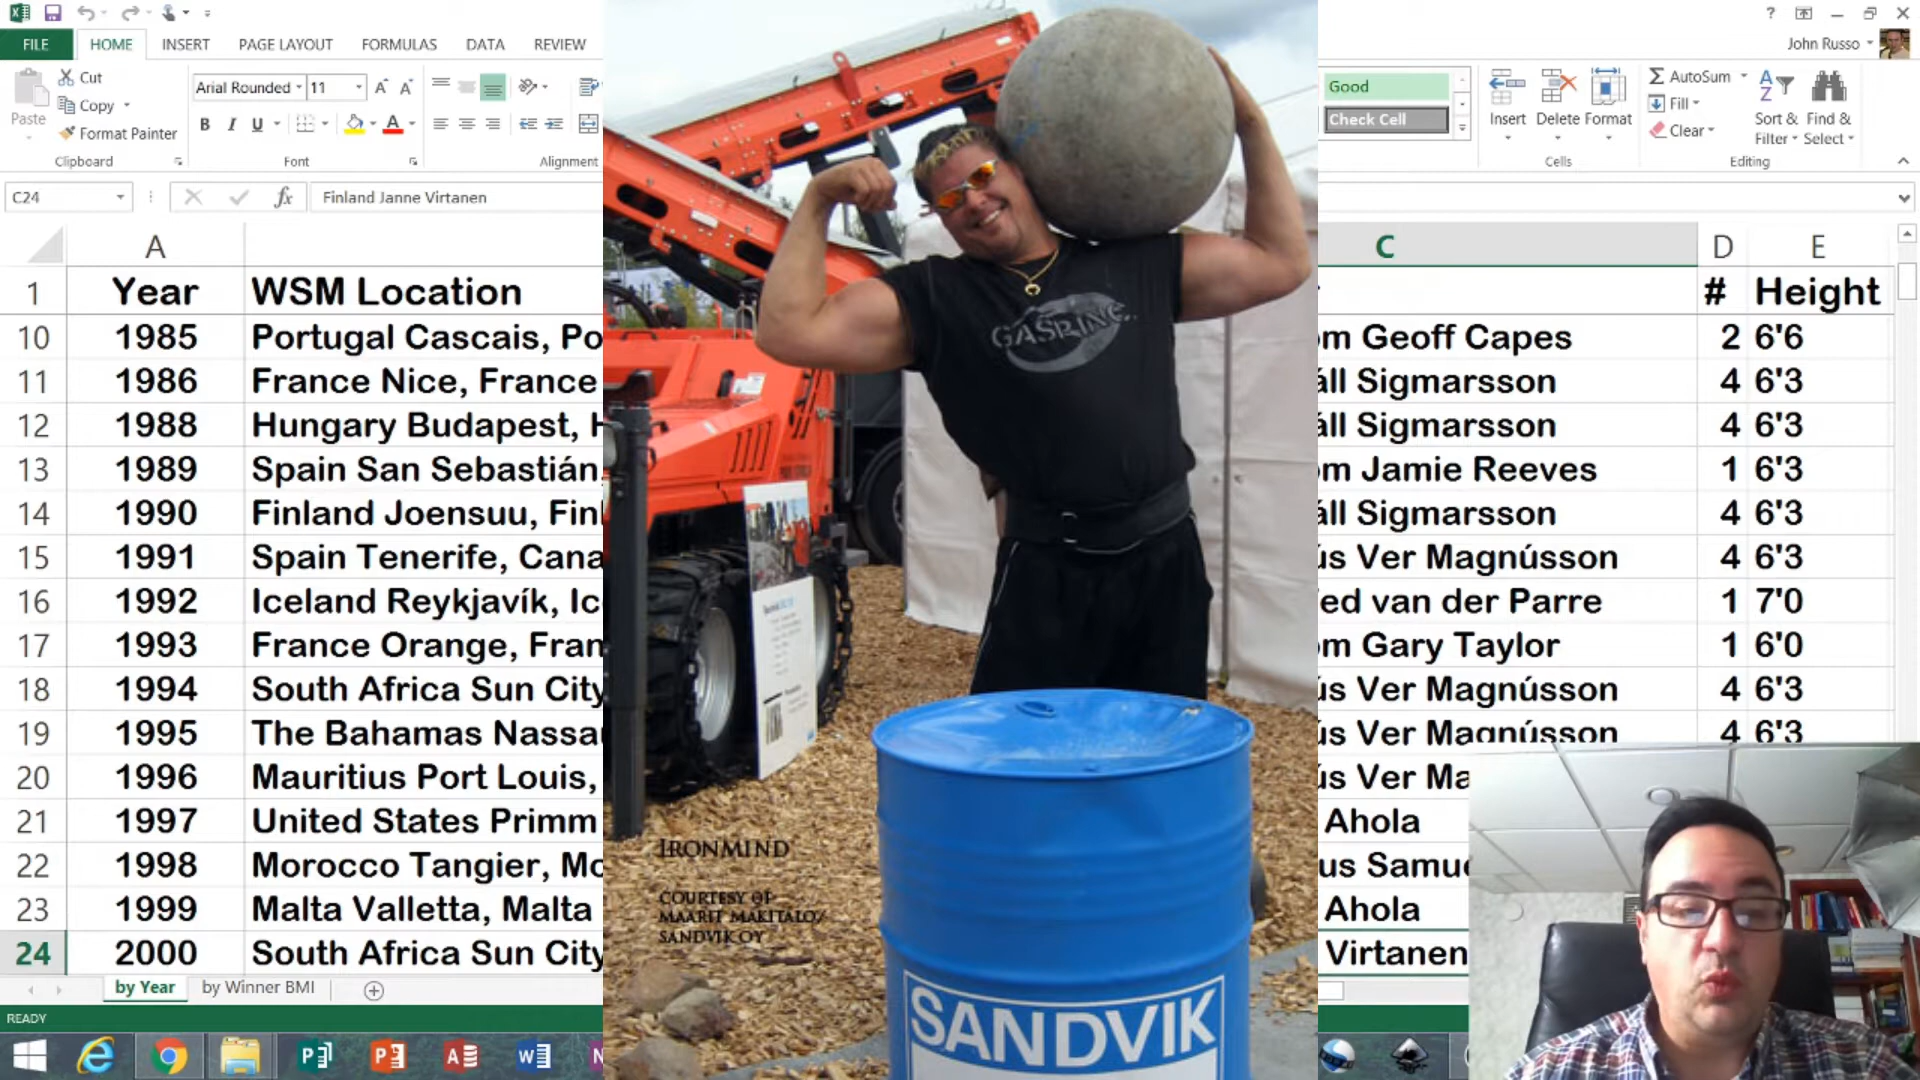 FILE HOME INSERT PAGE LAYOUT FORMULAS DATA REVIEW
John Russo
Paste
Cut
Copy
Format Painter
Clipboard
Arial Rounded 11
B I U
Font
Alignment
Good
Check Cell
Insert Delete Format
Cells
AutoSum
Fill
Clear
Sort & Filter
Find & Select
Editing
C24 fx Finland Janne Virtanen
A C D E
1 Year WSM Location # Height
10 1985 Portugal Cascais, Po m Geoff Capes 2 6'6
11 1986 France Nice, France áll Sigmarsson 4 6'3
12 1988 Hungary Budapest, H áll Sigmarsson 4 6'3
13 1989 Spain San Sebastián, m Jamie Reeves 1 6'3
14 1990 Finland Joensuu, Finl áll Sigmarsson 4 6'3
15 1991 Spain Tenerife, Cana ús Ver Magnússon 4 6'3
16 1992 Iceland Reykjavík, Ic ed van der Parre 1 7'0
17 1993 France Orange, Fran m Gary Taylor 1 6'0
18 1994 South Africa Sun City ús Ver Magnússon 4 6'3
19 1995 The Bahamas Nassa ús Ver Magnússon 4 6'3
20 1996 Mauritius Port Louis, ús Ver Ma
21 1997 United States Primm Ahola
22 1998 Morocco Tangier, Mo us Samue
23 1999 Malta Valletta, Malta Ahola
24 2000 South Africa Sun City Virtanen
by Year by Winner BMI
READY
GASPINE
IRONMIND
COURTESY OF
MAARIT MAKITALO/
SANDVIK OY
SANDVIK